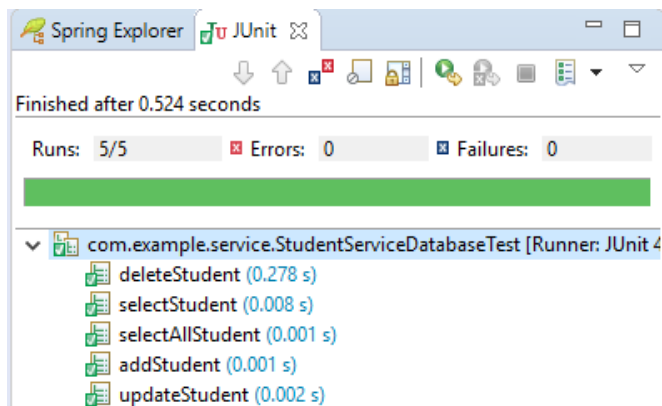 Spring Explorer JUnit
Finished after 0.524 seconds
Runs: 5/5 Errors: 0 Failures: 0
com.example.service.StudentServiceDatabaseTest [Runner: JUnit 4
deleteStudent (0.278 s)
selectStudent (0.008 s)
selectAllStudent (0.001 s)
addStudent (0.001 s)
updateStudent (0.002 s)